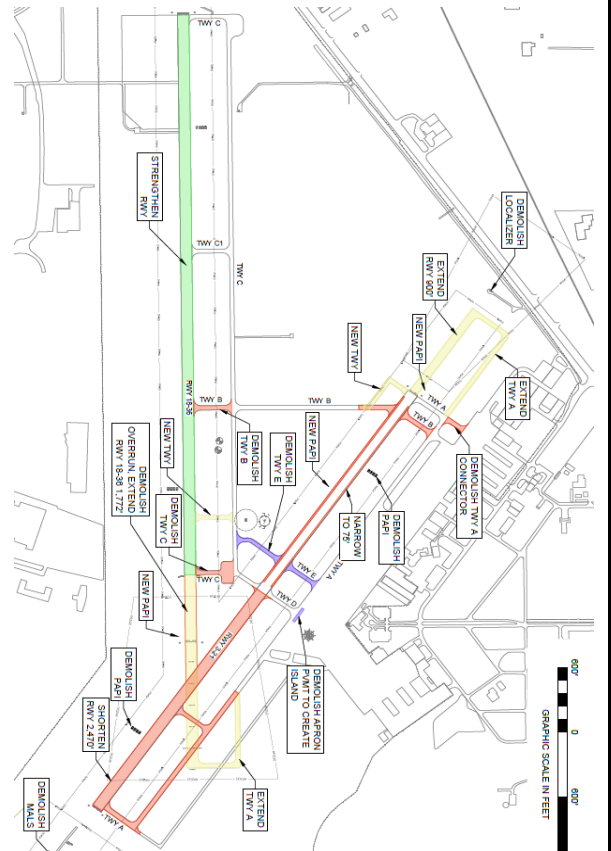 TWY C
STRENGTHEN
RWY
TWY C1
TWY C
RWY 18-36
TWY B
TWY B
DEMOLISH
LOCALIZER
EXTEND
RWY 900'
NEW TWY
NEW PAPI
EXTEND
TWY A
TWY A
TWY B
DEMOLISH TWY A
CONNECTOR
NEW PAPI
NARROW
TO 75'
DEMOLISH
PAPI
DEMOLISH
TWY B
DEMOLISH
TWY E
NEW TWY
DEMOLISH
OVERRUN, EXTEND
RWY 18-36 1,772'
DEMOLISH
TWY C
TWY C
TWY E
TWY A
TWY D
NEW PAPI
DEMOLISH
PAPI
SHORTEN
RWY 2,470'
RWY 3-21
DEMOLISH APRON
PVMT TO CREATE
ISLAND
EXTEND
TWY A
TWY A
DEMOLISH
MALS
600'
0
600'
GRAPHIC SCALE IN FEET